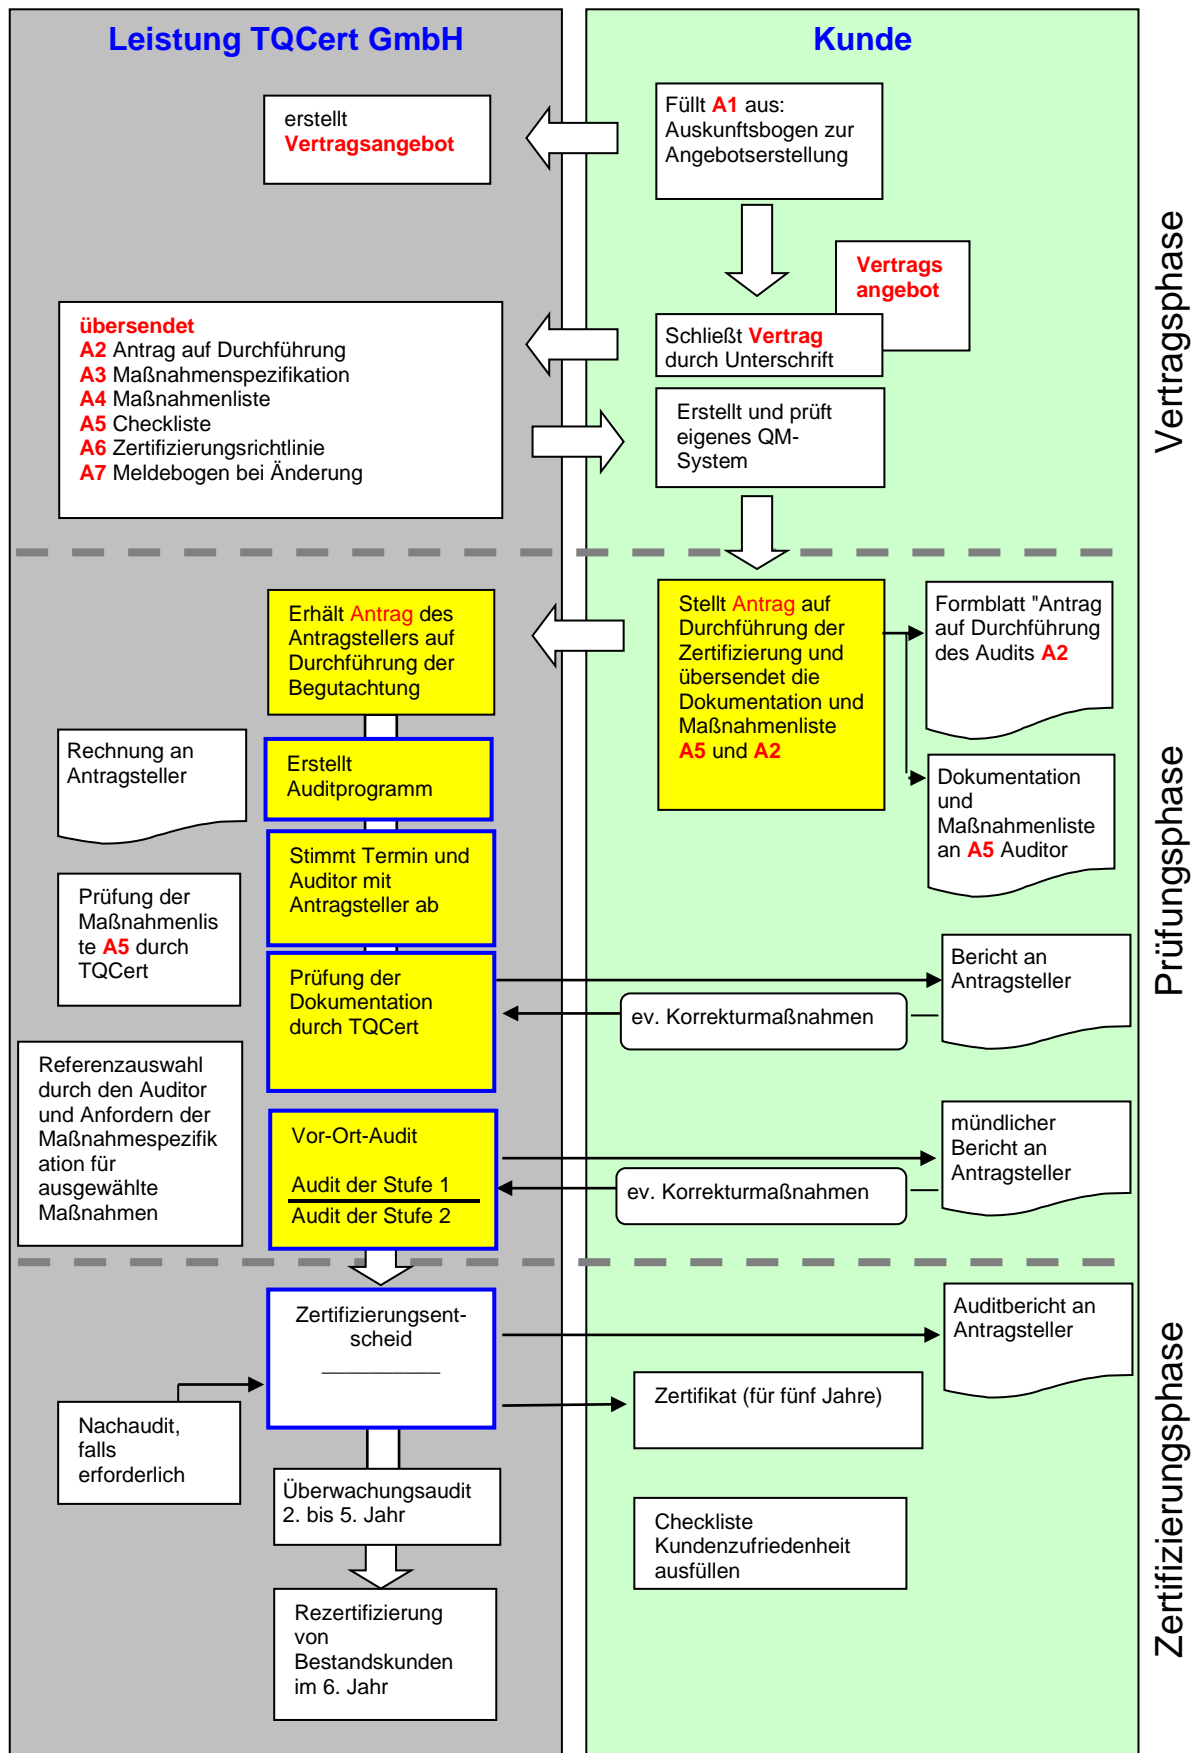 Leistung TQCert GmbH
Kunde
erstellt
Vertragsangebot
Füllt A1 aus:
Auskunftsbogen zur
Angebotserstellung
Vertrags
angebot
Schließt Vertrag
durch Unterschrift
übersendet
A2 Antrag auf Durchführung
A3 Maßnahmenspezifikation
A4 Maßnahmenliste
A5 Checkliste
A6 Zertifizierungsrichtlinie
A7 Meldebogen bei Änderung
Erstellt und prüft
eigenes QM-
System
Vertragsphase
Erhält Antrag des
Antragstellers auf
Durchführung der
Begutachtung
Stellt Antrag auf
Durchführung der
Zertifizierung und
übersendet die
Dokumentation und
Maßnahmenliste
A5 und A2
Formblatt "Antrag
auf Durchführung
des Audits A2
Rechnung an
Antragsteller
Erstellt
Auditprogramm
Dokumentation
und
Maßnahmenliste
an A5 Auditor
Stimmt Termin und
Auditor mit
Antragsteller ab
Prüfung der
Maßnahmenlis
te A5 durch
TQCert
Prüfung der
Dokumentation
durch TQCert
Bericht an
Antragsteller
ev. Korrekturmaßnahmen
Referenzauswahl
durch den Auditor
und Anfordern der
Maßnahmespezifik
ation für
ausgewählte
Maßnahmen
Vor-Ort-Audit
Audit der Stufe 1
Audit der Stufe 2
mündlicher
Bericht an
Antragsteller
ev. Korrekturmaßnahmen
Prüfungsphase
Zertifizierungsent-
scheid
Auditbericht an
Antragsteller
Zertifikat (für fünf Jahre)
Nachaudit,
falls
erforderlich
Überwachungsaudit
2. bis 5. Jahr
Checkliste
Kundenzufriedenheit
ausfüllen
Rezertifizierung
von
Bestandskunden
im 6. Jahr
Zertifizierungsphase